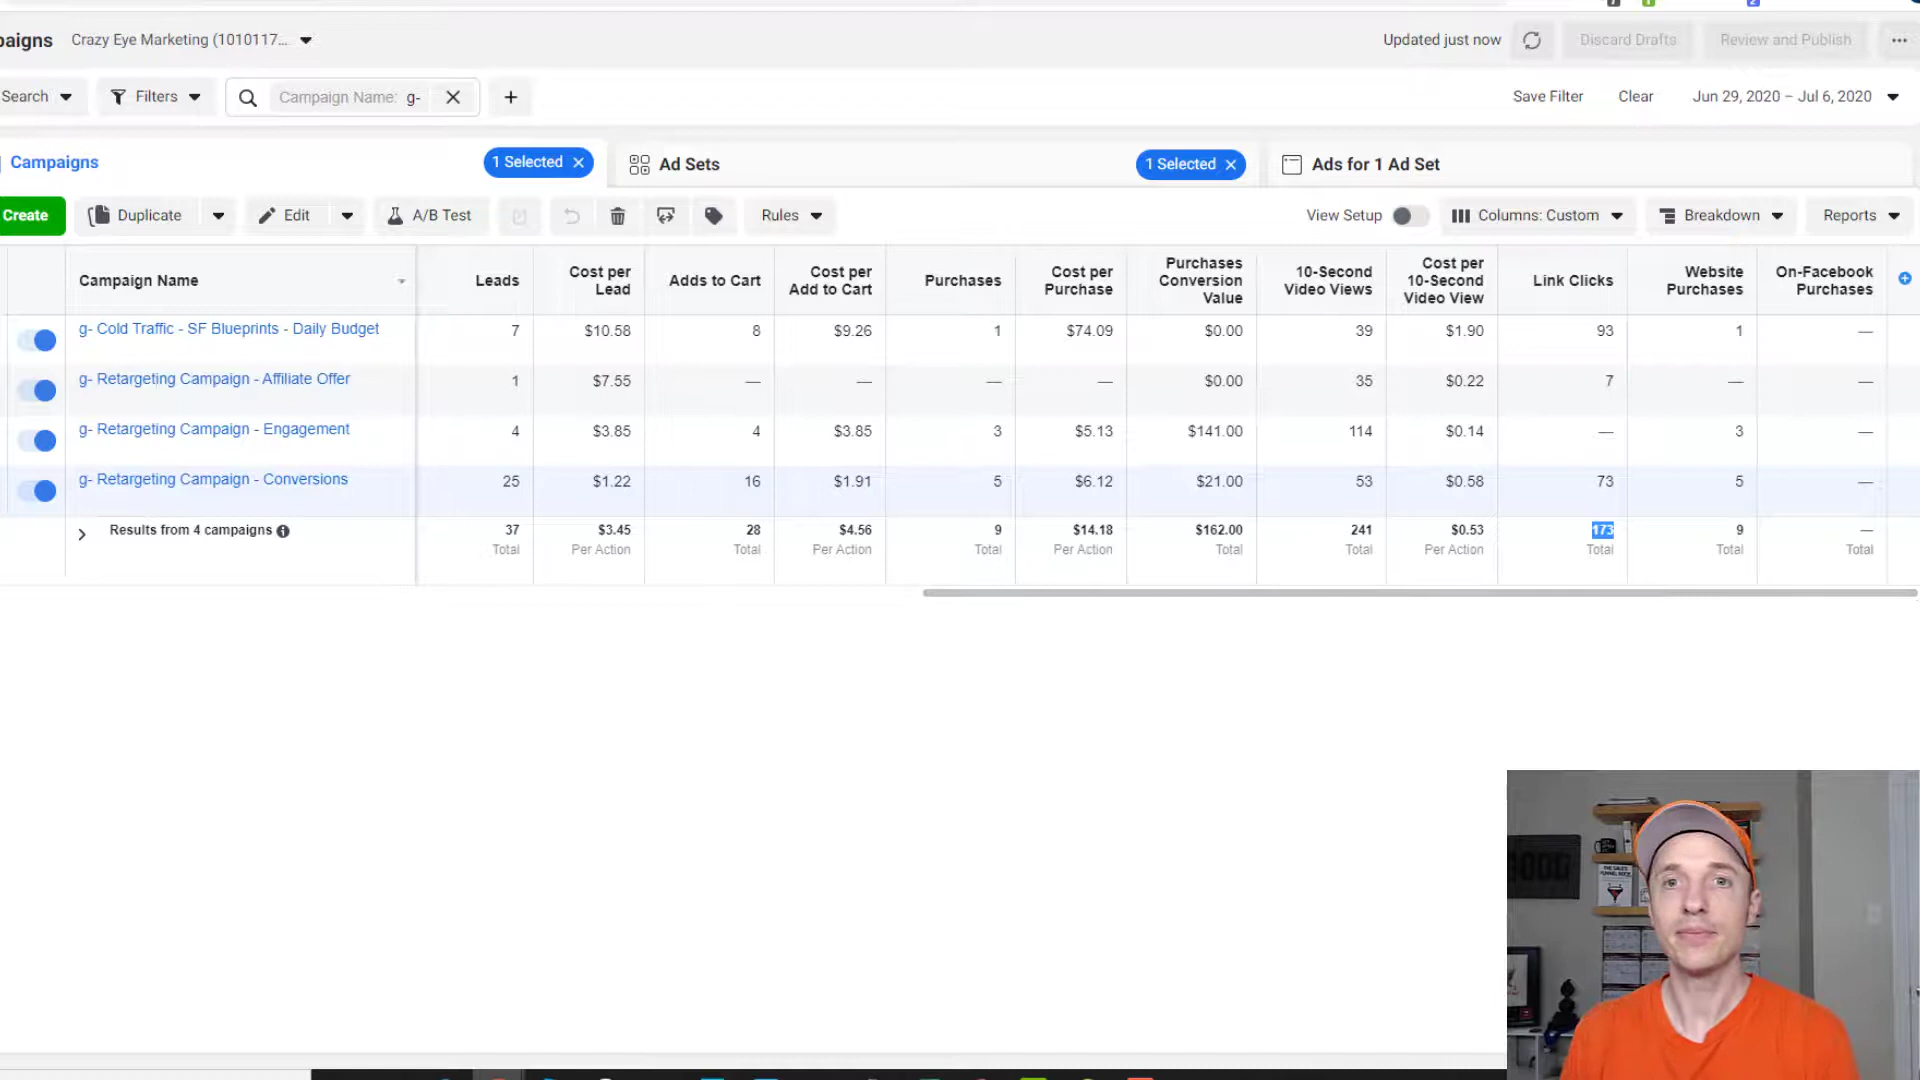 paigns Crazy Eye Marketing (1010117... Updated just now Discard Drafts Review and Publish
Search Filters Campaign Name: g- Save Filter Clear Jun 29, 2020 – Jul 6, 2020
Campaigns 1 Selected Ad Sets 1 Selected Ads for 1 Ad Set
Create Duplicate Edit A/B Test Rules View Setup Columns: Custom Breakdown Reports
Campaign Name Leads Cost per Lead Adds to Cart Cost per Add to Cart Purchases Cost per Purchase Purchases Conversion Value 10-Second Video Views Cost per 10-Second Video View Link Clicks Website Purchases On-Facebook Purchases
g- Cold Traffic - SF Blueprints - Daily Budget 7 $10.58 8 $9.26 1 $74.09 $0.00 39 $1.90 93 1 —
g- Retargeting Campaign - Affiliate Offer 1 $7.55 — — — — $0.00 35 $0.22 7 — —
g- Retargeting Campaign - Engagement 4 $3.85 4 $3.85 3 $5.13 $141.00 114 $0.14 — 3 —
g- Retargeting Campaign - Conversions 25 $1.22 16 $1.91 5 $6.12 $21.00 53 $0.58 73 5 —
Results from 4 campaigns 37 $3.45 28 $4.56 9 $14.18 $162.00 241 $0.53 173 9 —
Total Per Action Total Per Action Total Per Action Total Total Per Action Total Total Total
THE SALES
FUNNEL BOOK